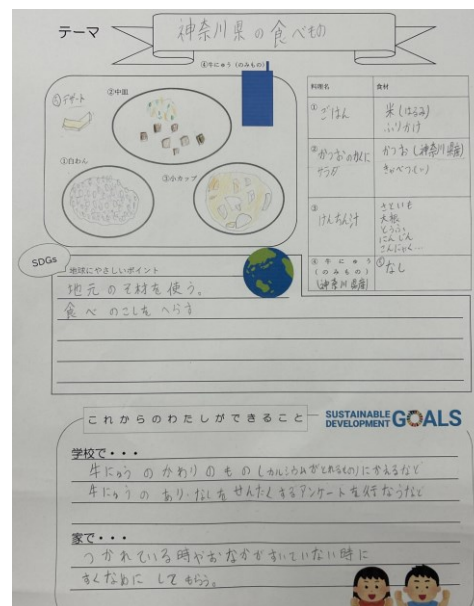 テーマ
神奈川県の食べもの
④牛にゅう(のみもの)
⑤デザート
②中皿
①白わん
③小カップ
料理名 食材
① ごはん
米(はるみ)
ふりかけ
②かつおの
サラダ
かつお(神奈川県産)
きゃべつ
③ けんちん汁
さといも
大根
とうふ
にんじん
こんにゃく…
④牛にゅう
(のみもの)
(神奈川県産)
⑤なし
SDGs
地球にやさしいポイント
地元のそ材を使う。
食べのこしをへらす
これからのわたしができること
SUSTAINABLE
DEVELOPMENT
GOALS
学校で・・・
牛にゅうのかわりのもの(カルシウムがとれるもの)にかえるなど
牛にゅうのあり・なしをせんたくするアンケートを行なうなど
家で・・・
つかれている時やおなかがすいていない時に
すくなめにしてもらう。